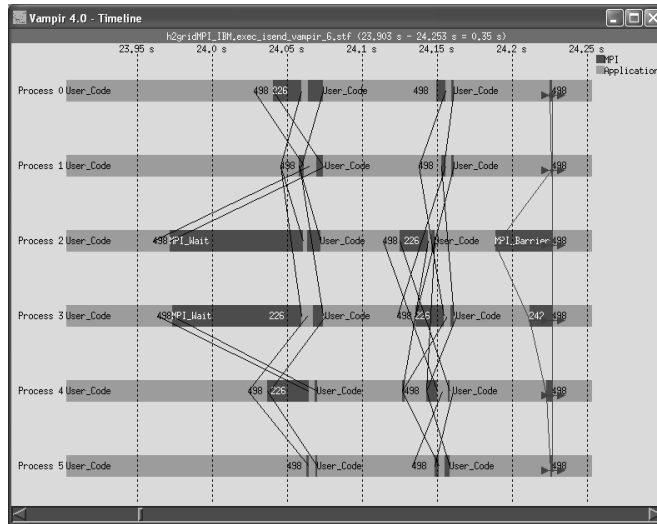 Vampir 4.0 - Timeline
h2gridMPI_IBM.exec_isend_vampir_6.stf (23.903 s - 24.253 s = 0.35 s)
23.95 s 24.0 s 24.05 s 24.1 s 24.15 s 24.2 s 24.25 s
MPI
Application
Process 0 User_Code 498 226 User_Code 498 User_Code 498
Process 1 User_Code 498 User_Code 498 User_Code 498
Process 2 User_Code 498 MPI_Wait User_Code 498 226 User_Code MPI_Barrier 498
Process 3 User_Code 498 MPI_Wait 226 User_Code 498 226 User_Code 242 498
Process 4 User_Code 498 226 User_Code 498 User_Code 498
Process 5 User_Code 498 User_Code 498 User_Code 498